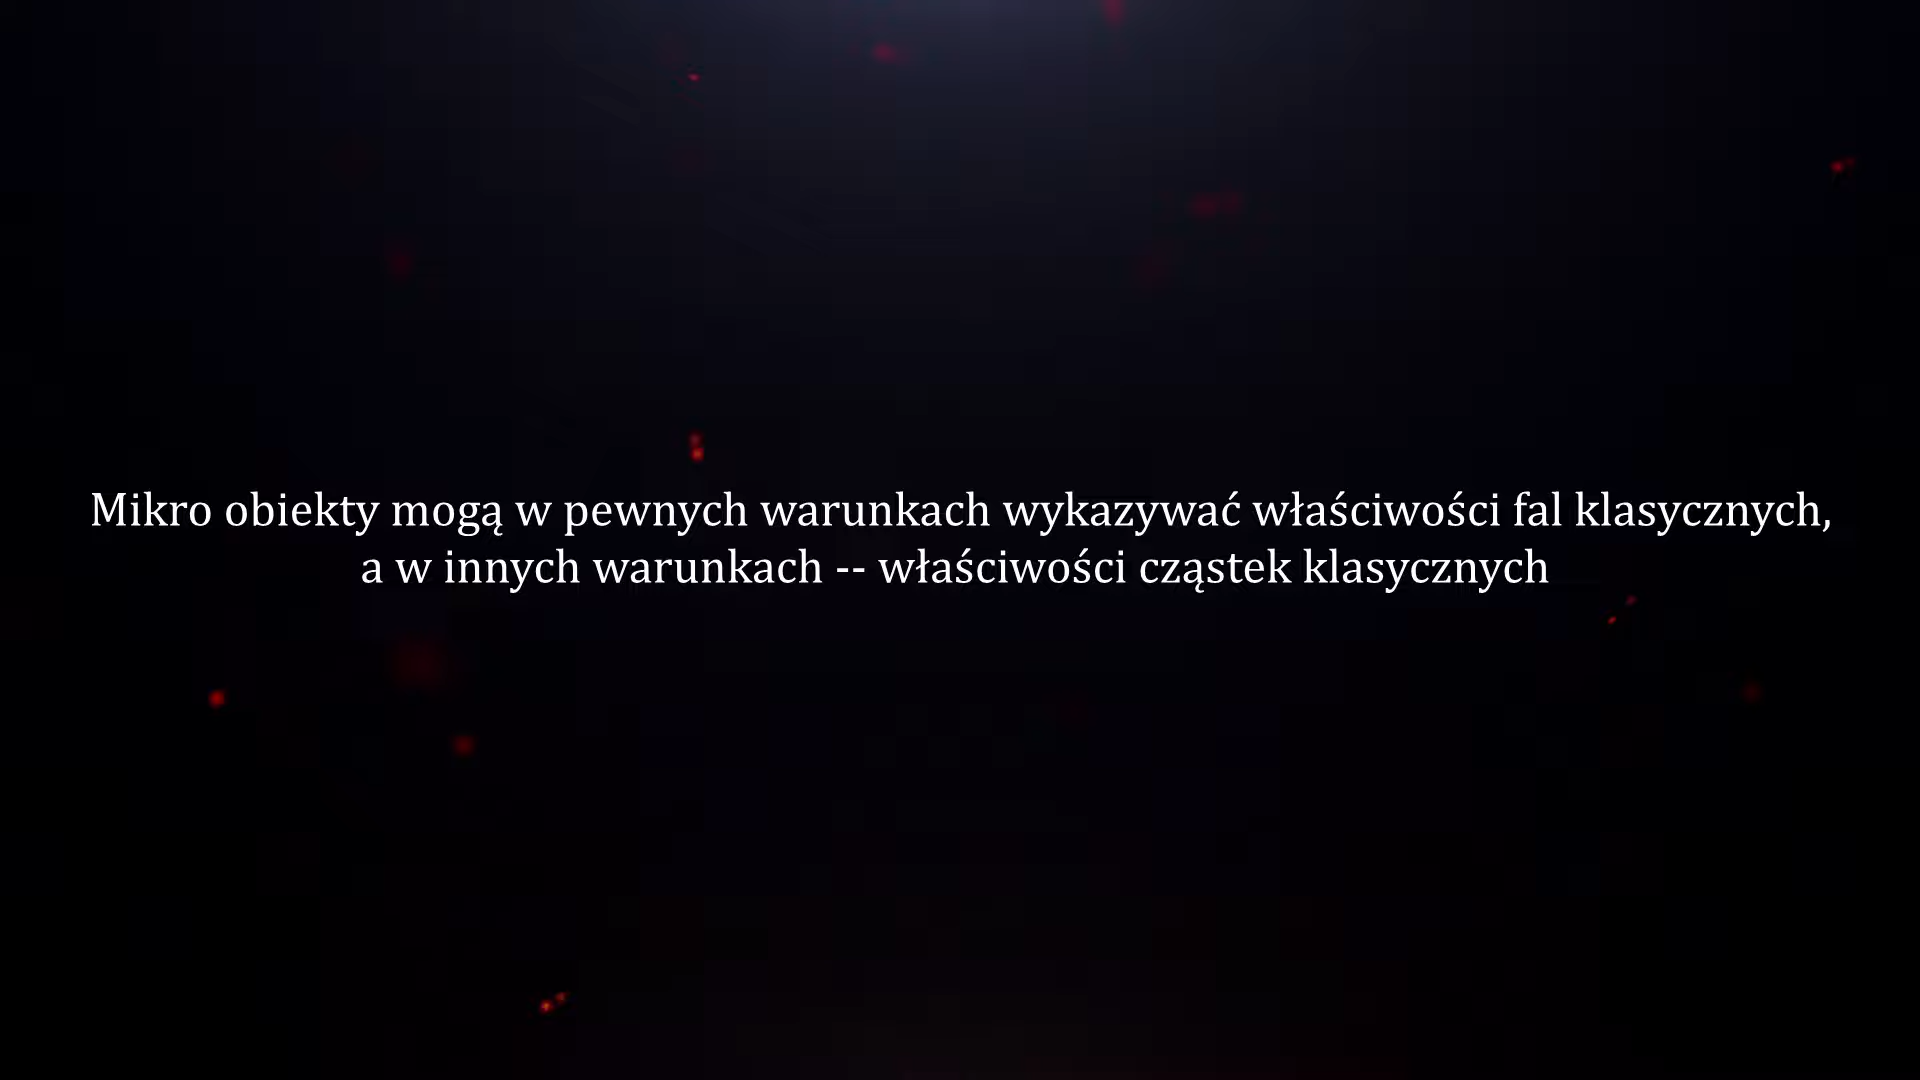 Mikro obiekty mogą w pewnych warunkach wykazywać właściwości fal klasycznych,
a w innych warunkach -- właściwości cząstek klasycznych